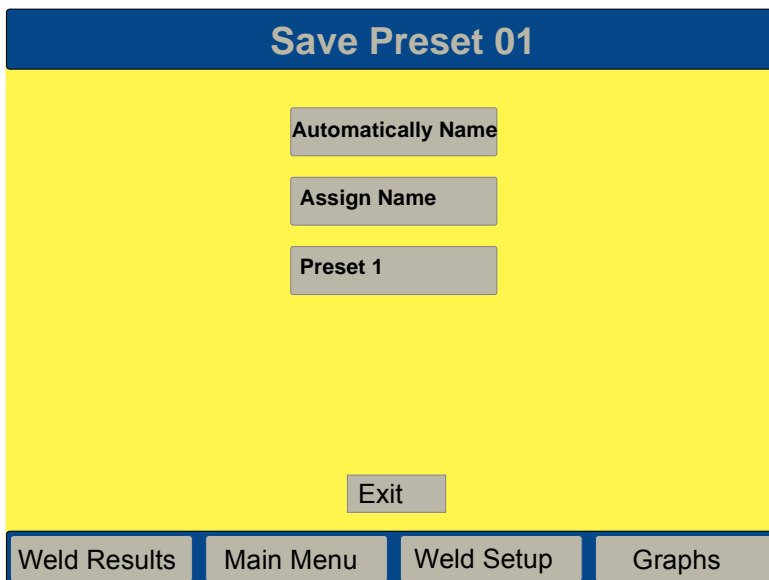 Save Preset 01
Automatically Name
Assign Name
Preset 1
Exit
Weld Results Main Menu Weld Setup Graphs